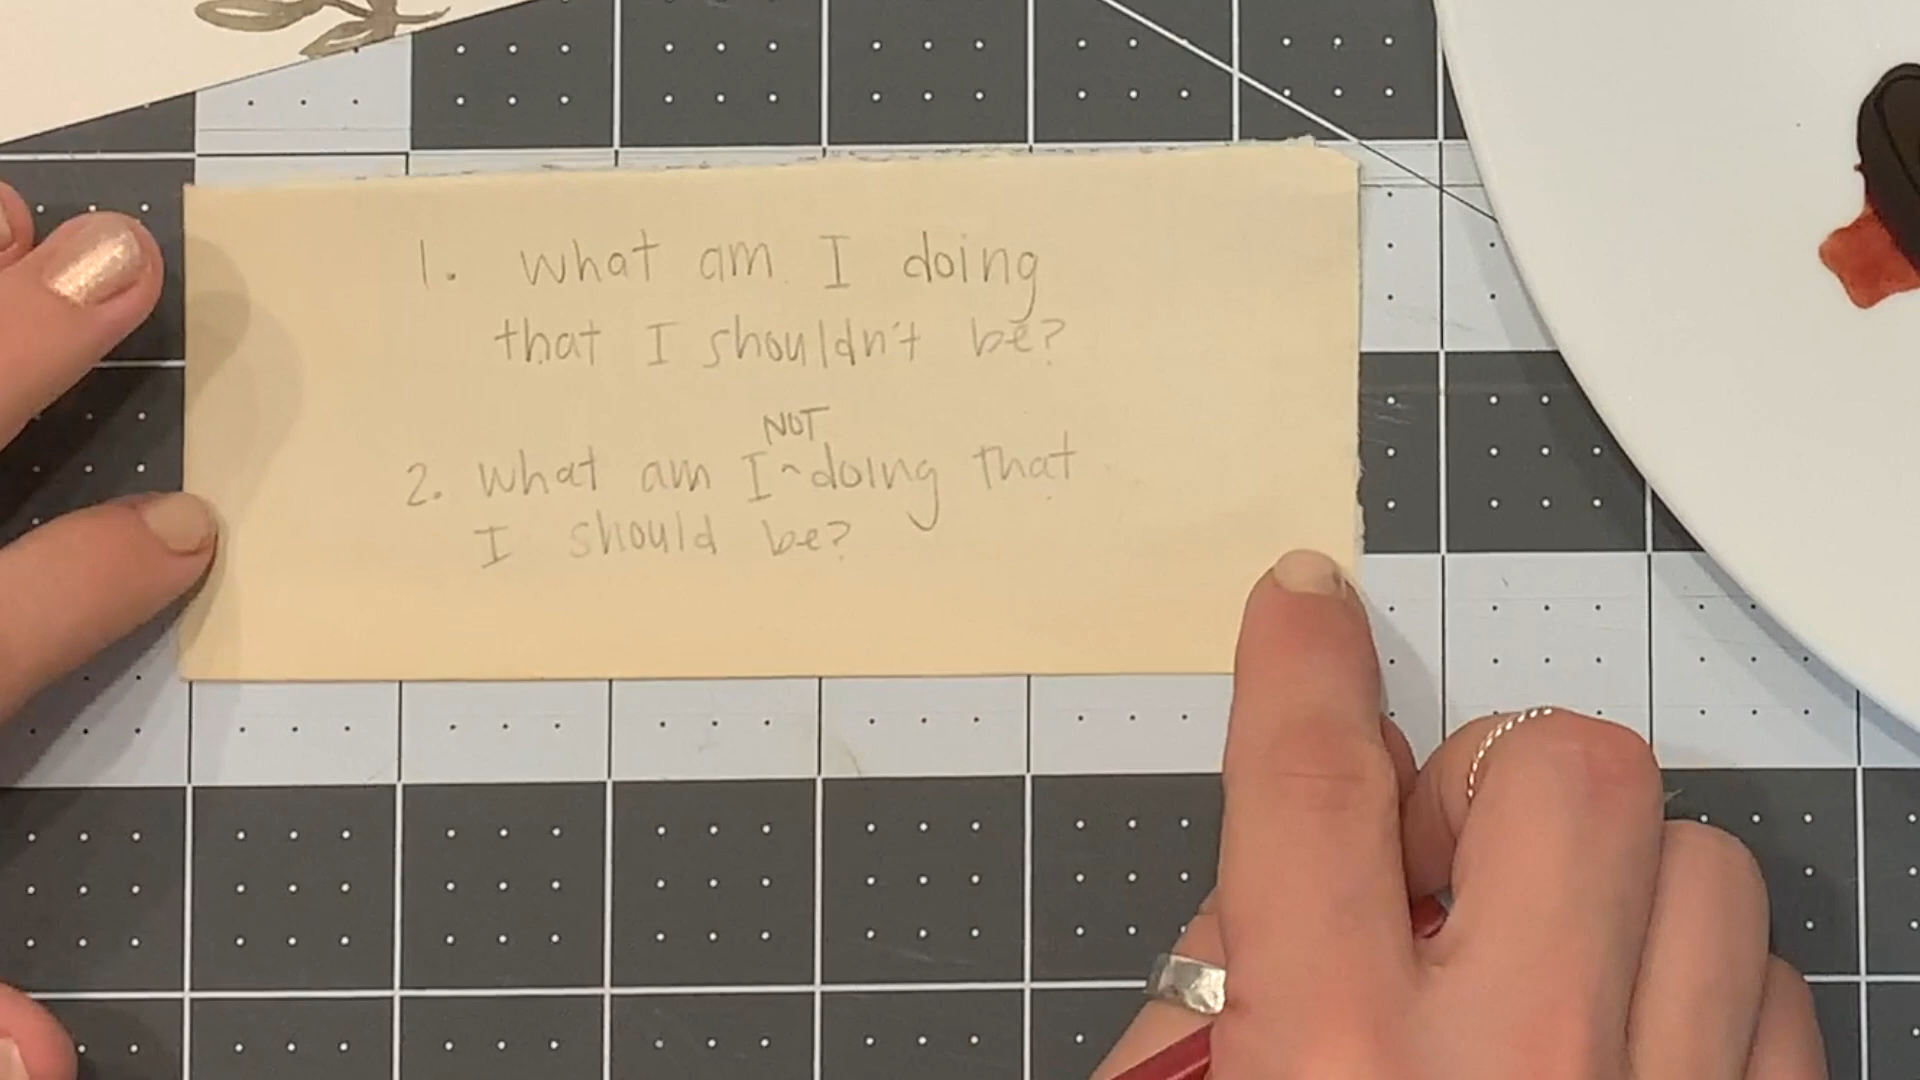 1. What am I doing
that I shouldn't be?
NOT
2. What am I ^ doing that
I should be?